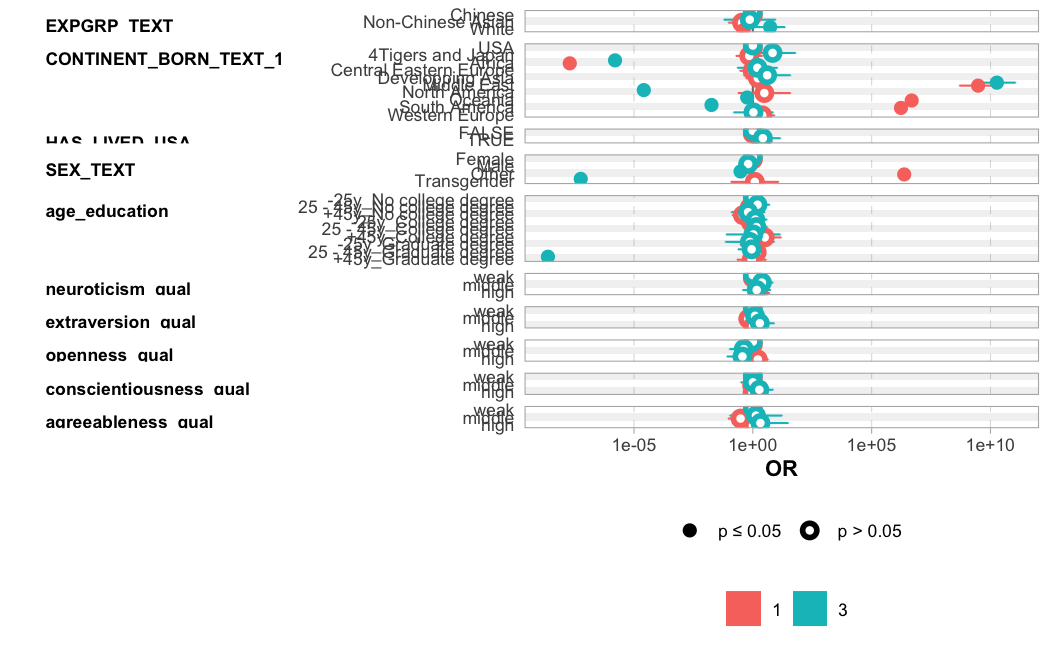 EXPGRP_TEXT
Chinese
Non-Chinese Asian
White
CONTINENT_BORN_TEXT_1
USA
4Tigers and Japan
Africa
Central Eastern Europe
Developping Asia
Middle East
North America
Oceania
South America
Western Europe
HAS_LIVED_USA
FALSE
TRUE
SEX_TEXT
Female
Male
Other
Transgender
age_education
-25y_No college degree
25 - 45y_No college degree
+45y_No college degree
-25y_College degree
25 - 45y_College degree
+45y_College degree
-25y_Graduate degree
25 - 45y_Graduate degree
+45y_Graduate degree
neuroticism_qual
weak
middle
high
extraversion_qual
weak
middle
high
openness_qual
weak
middle
high
conscientiousness_qual
weak
middle
high
agreeableness_qual
weak
middle
high
1e-05 1e+00 1e+05 1e+10
OR
p ≤ 0.05 p > 0.05
1 3